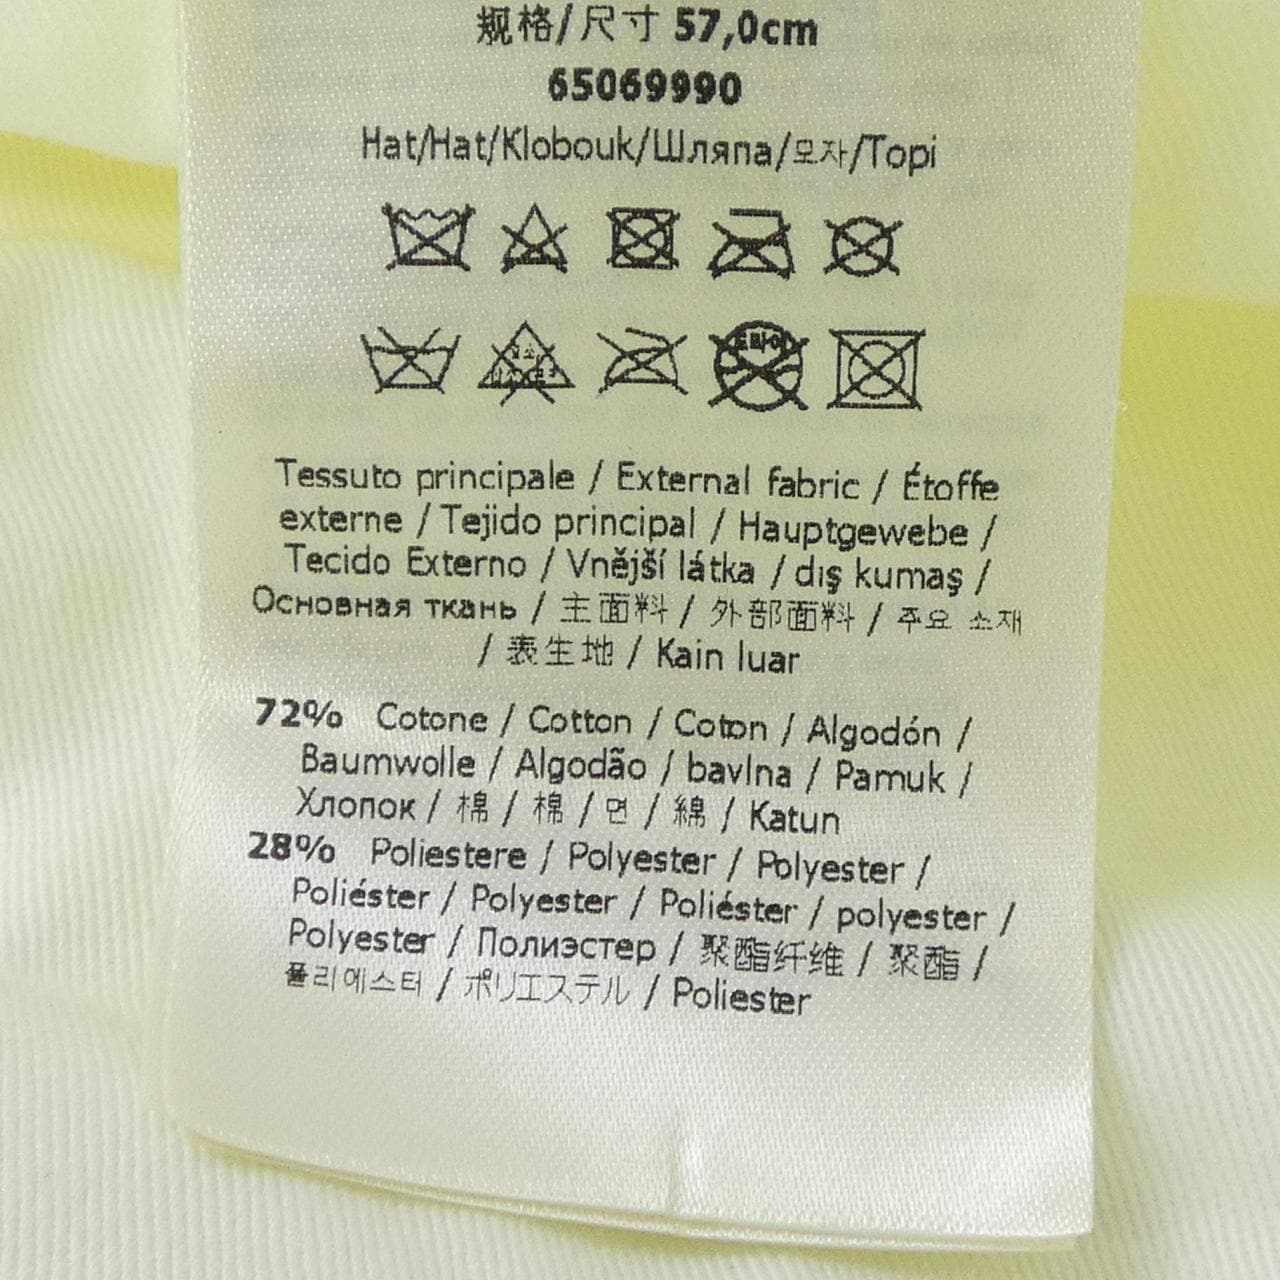 规格/尺寸 57,0cm
65069990
Hat/Hat/Klobouk/Шляпа/모자/Topi
드라이
Tessuto principale / External fabric / Étoffe
externe / Tejido principal / Hauptgewebe /
Tecido Externo / Vnější látka / dış kumaş /
Основная ткань / 主面料 / 外部面料 / 주요 소재
/ 表生地 / Kain luar
72% Cotone / Cotton / Coton / Algodón /
Baumwolle / Algodão / bavlna / Pamuk /
Хлопок / 棉 / 棉 / 면 / 綿 / Katun
28% Poliestere / Polyester / Polyester /
Poliéster / Polyester / Poliéster / polyester /
Polyester / Полиэстер / 聚酯纤维 / 聚酯 /
폴리에스터 / ポリエステル / Poliester